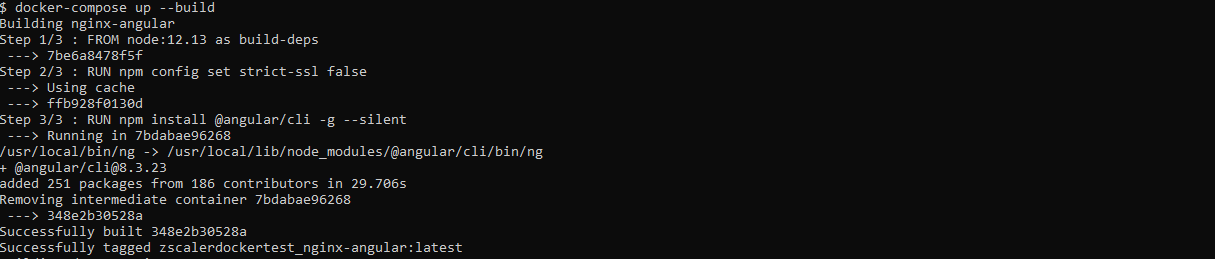 $ docker-compose up --build
Building nginx-angular
Step 1/3 : FROM node:12.13 as build-deps
 ---> 7be6a8478f5f
Step 2/3 : RUN npm config set strict-ssl false
 ---> Using cache
 ---> ffb928f0130d
Step 3/3 : RUN npm install @angular/cli -g --silent
 ---> Running in 7bdabae96268
/usr/local/bin/ng -> /usr/local/lib/node_modules/@angular/cli/bin/ng
+ @angular/cli@8.3.23
added 251 packages from 186 contributors in 29.706s
Removing intermediate container 7bdabae96268
 ---> 348e2b30528a
Successfully built 348e2b30528a
Successfully tagged zscalerdockertest_nginx-angular:latest